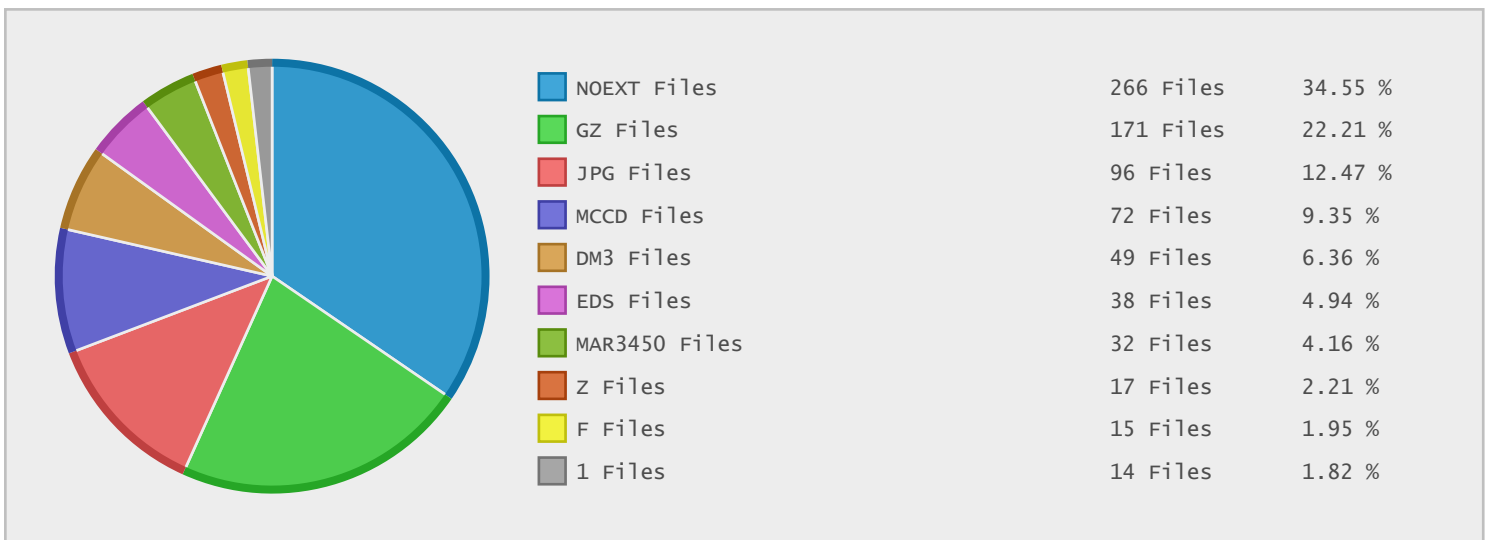 NOEXT Files 266 Files 34.55 %
GZ Files 171 Files 22.21 %
JPG Files 96 Files 12.47 %
MCCD Files 72 Files 9.35 %
DM3 Files 49 Files 6.36 %
EDS Files 38 Files 4.94 %
MAR3450 Files 32 Files 4.16 %
Z Files 17 Files 2.21 %
F Files 15 Files 1.95 %
1 Files 14 Files 1.82 %